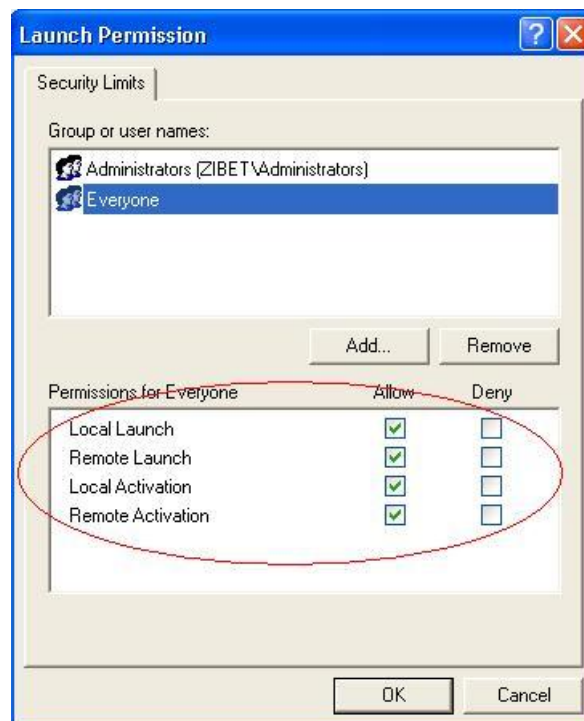 Launch Permission
Security Limits
Group or user names:
Administrators (ZIBET\Administrators)
Everyone
Add... Remove
Permissions for Everyone Allow Deny
Local Launch
Remote Launch
Local Activation
Remote Activation
OK Cancel